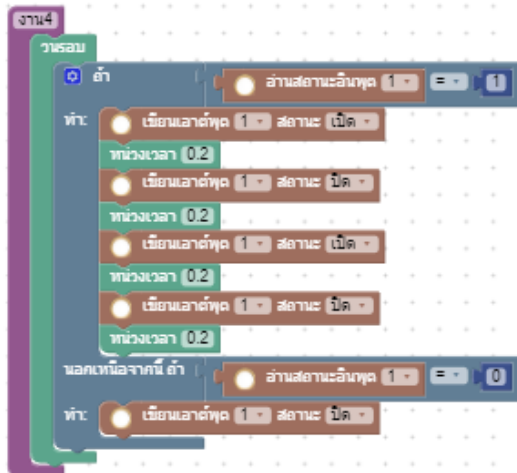 งาน4
วนรอบ
ถ้า อ่านสถานะอินพุต 1 = 1
ทำ: เขียนเอาต์พุต 1 สถานะ เปิด
หน่วงเวลา 0.2
เขียนเอาต์พุต 1 สถานะ ปิด
หน่วงเวลา 0.2
เขียนเอาต์พุต 1 สถานะ เปิด
หน่วงเวลา 0.2
เขียนเอาต์พุต 1 สถานะ ปิด
หน่วงเวลา 0.2
นอกเหนือจากนี้ ถ้า อ่านสถานะอินพุต 1 = 0
ทำ: เขียนเอาต์พุต 1 สถานะ ปิด